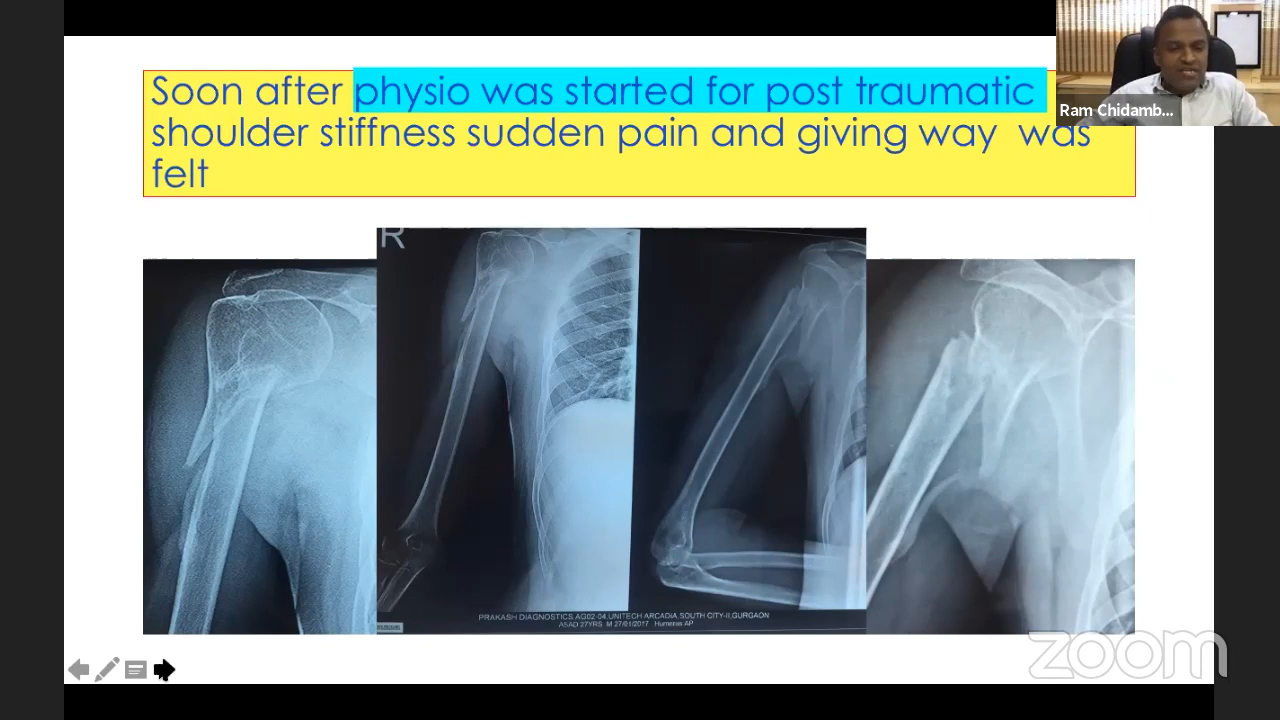 Soon after physio was started for post traumatic
shoulder stiffness sudden pain and giving way was
felt
Ram Chidamb...
R
PRAKASH DIAGNOSTICS,AG02-04,UNITECH ARCADIA,SOUTH CITY-II,GURGAON
27YRS M 27/01/2017 Humerus AP
zoom